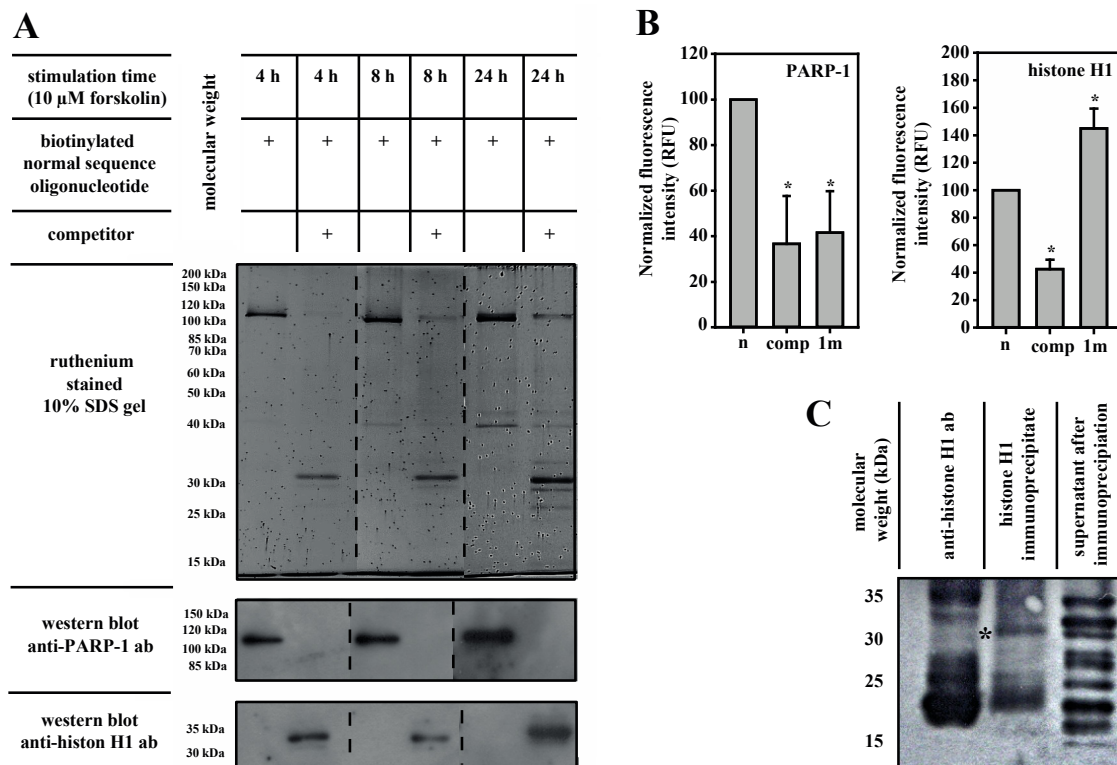 A
stimulation time
(10 µM forskolin)
molecular weight
4 h
4 h
8 h
8 h
24 h
24 h
biotinylated
normal sequence
oligonucleotide
+
+
+
+
+
+
competitor
+
+
+
ruthenium
stained
10% SDS gel
200 kDa
150 kDa
120 kDa
100 kDa
85 kDa
70 kDa
60 kDa
50 kDa
40 kDa
30 kDa
25 kDa
15 kDa
western blot
anti-PARP-1 ab
150 kDa
120 kDa
100 kDa
85 kDa
western blot
anti-histon H1 ab
35 kDa
30 kDa
B
Normalized fluorescence
intensity (RFU)
120
100
80
60
40
20
0
PARP-1
*
*
n
comp
1m
Normalized fluorescence
intensity (RFU)
200
180
160
140
120
100
80
60
40
20
0
histone H1
*
*
n
comp
1m
C
molecular
weight (kDa)
anti-histone H1 ab
histone H1
immunoprecipitate
supernatant after
immunoprecipiation
35
30
25
15
*